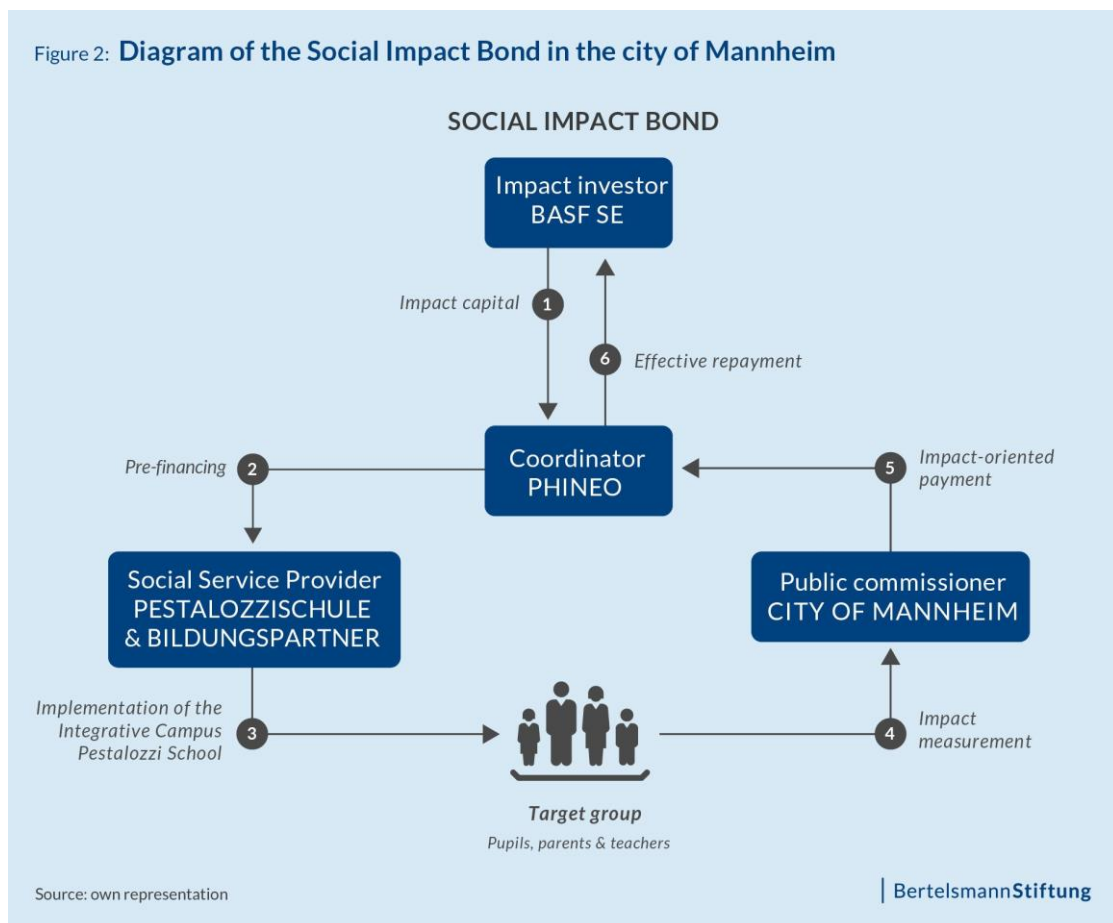 Figure 2: Diagram of the Social Impact Bond in the city of Mannheim
SOCIAL IMPACT BOND
Impact investor
BASF SE
Impact capital
1
6
Effective repayment
Coordinator
PHINEO
Pre-financing
2
5
Impact-oriented
payment
Social Service Provider
PESTALOZZISCHULE
& BILDUNGSPARTNER
Public commissioner
CITY OF MANNHEIM
Implementation of the
Integrative Campus
Pestalozzi School
3
4
Impact
measurement
Target group
Pupils, parents & teachers
Source: own representation
BertelsmannStiftung